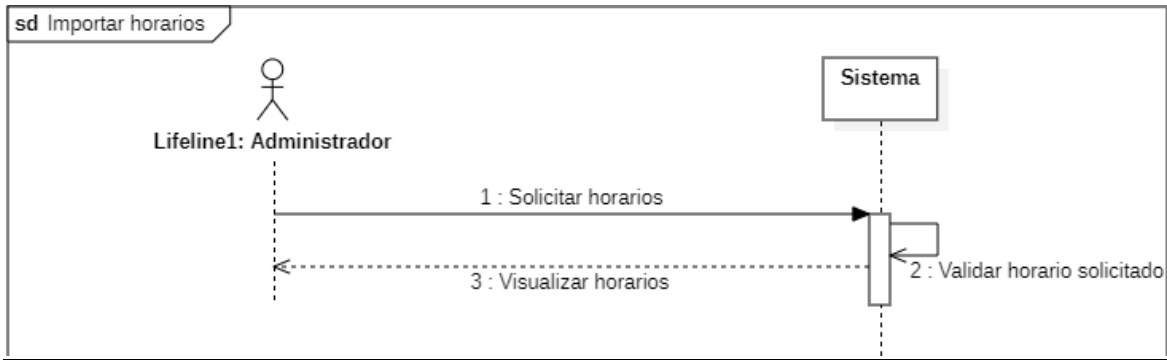 sd Importar horarios
Sistema
Lifeline1: Administrador
1 : Solicitar horarios
2 : Validar horario solicitado
3 : Visualizar horarios